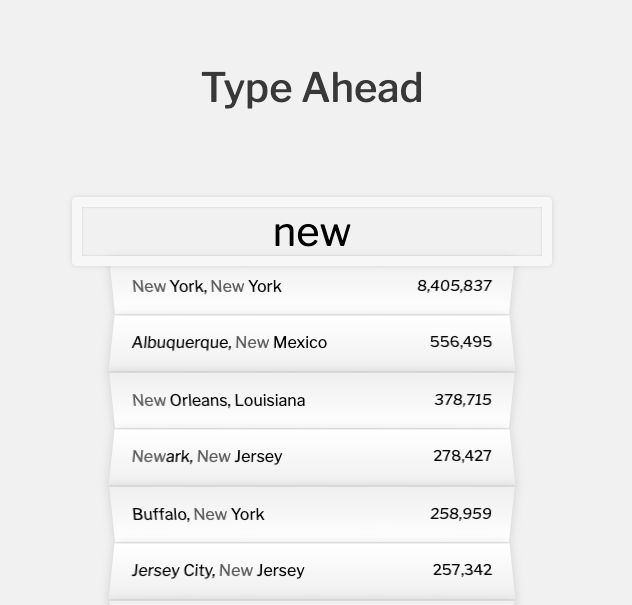 Type Ahead
new
New York, New York 8,405,837
Albuquerque, New Mexico 556,495
New Orleans, Louisiana 378,715
Newark, New Jersey 278,427
Buffalo, New York 258,959
Jersey City, New Jersey 257,342